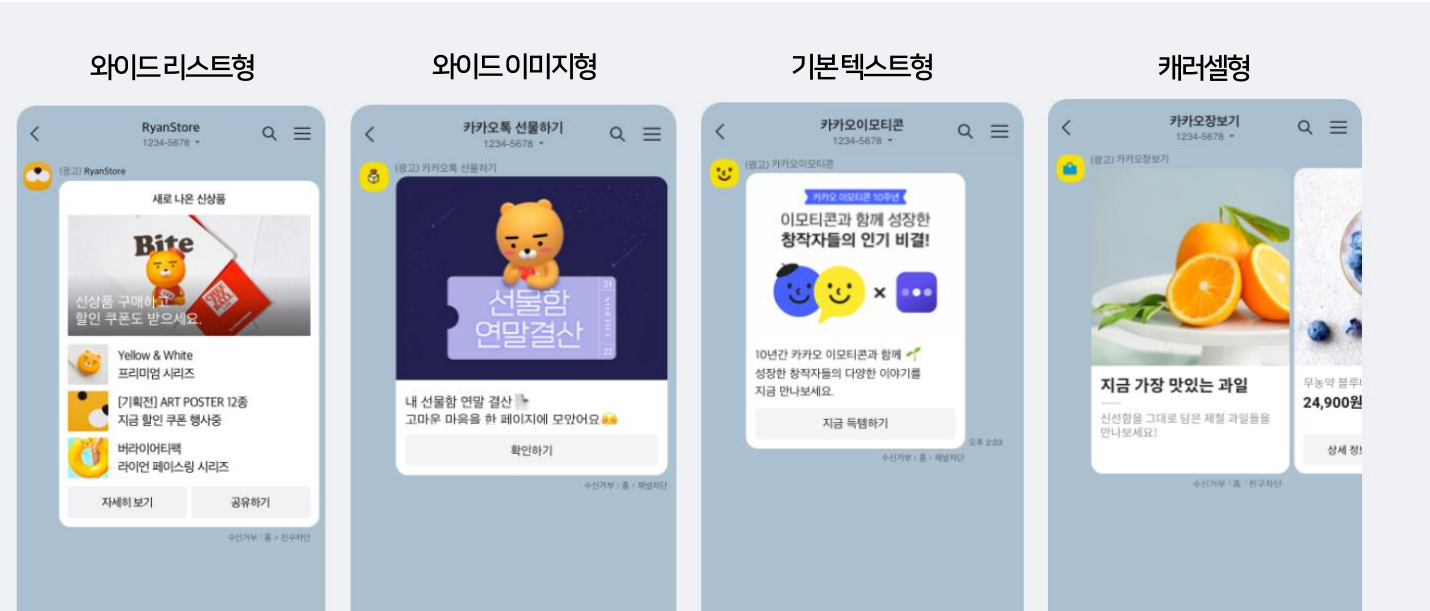 와이드 리스트형
RyanStore
1234-5678
(광고) RyanStore
새로 나온 신상품
Bite
신상품 구매하고
할인 쿠폰도 받으세요.
Yellow & White
프리미엄 시리즈
[기획전] ART POSTER 12종
지금 할인 쿠폰 행사중
버라이어티팩
라이언 페이스링 시리즈
자세히 보기
공유하기
수신거부 | 홈 > 친구차단
와이드 이미지형
카카오톡 선물하기
1234-5678
(광고) 카카오톡 선물하기
선물함
연말결산
21
22
내 선물함 연말 결산
고마운 마음을 한 페이지에 모았어요
확인하기
수신거부 | 홈 > 채널차단
기본 텍스트형
카카오이모티콘
1234-5678
(광고) 카카오이모티콘
카카오 이모티콘 10주년
이모티콘과 함께 성장한
창작자들의 인기 비결!
×
10년간 카카오 이모티콘과 함께
성장한 창작자들의 다양한 이야기를
지금 만나보세요.
지금 득템하기
오후 2:03
수신거부 | 홈 > 채널차단
캐러셀형
카카오장보기
1234-5678
(광고) 카카오장보기
지금 가장 맛있는 과일
신선함을 그대로 담은 제철 과일들을
만나보세요!
무농약 블루
24,900원
상세 정
수신거부 | 홈 친구차단